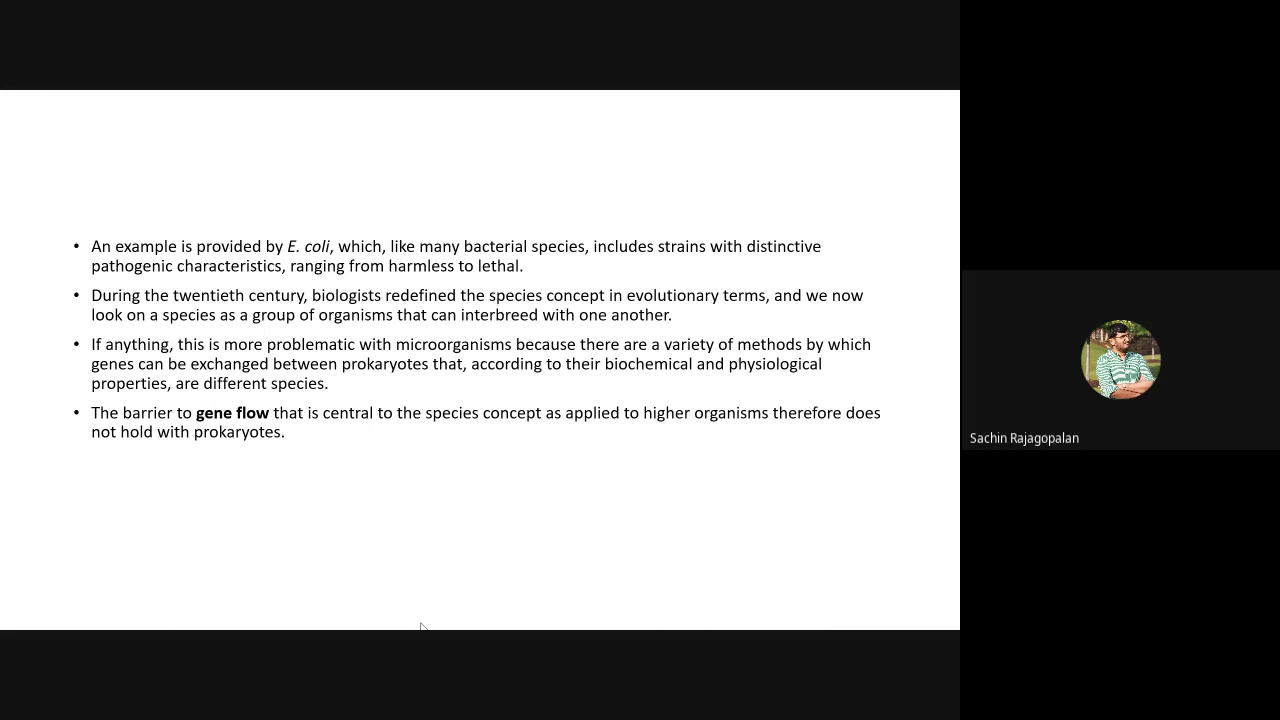 • An example is provided by E. coli, which, like many bacterial species, includes strains with distinctive
pathogenic characteristics, ranging from harmless to lethal.
• During the twentieth century, biologists redefined the species concept in evolutionary terms, and we now
look on a species as a group of organisms that can interbreed with one another.
• If anything, this is more problematic with microorganisms because there are a variety of methods by which
genes can be exchanged between prokaryotes that, according to their biochemical and physiological
properties, are different species.
• The barrier to gene flow that is central to the species concept as applied to higher organisms therefore does
not hold with prokaryotes.
Sachin Rajagopalan